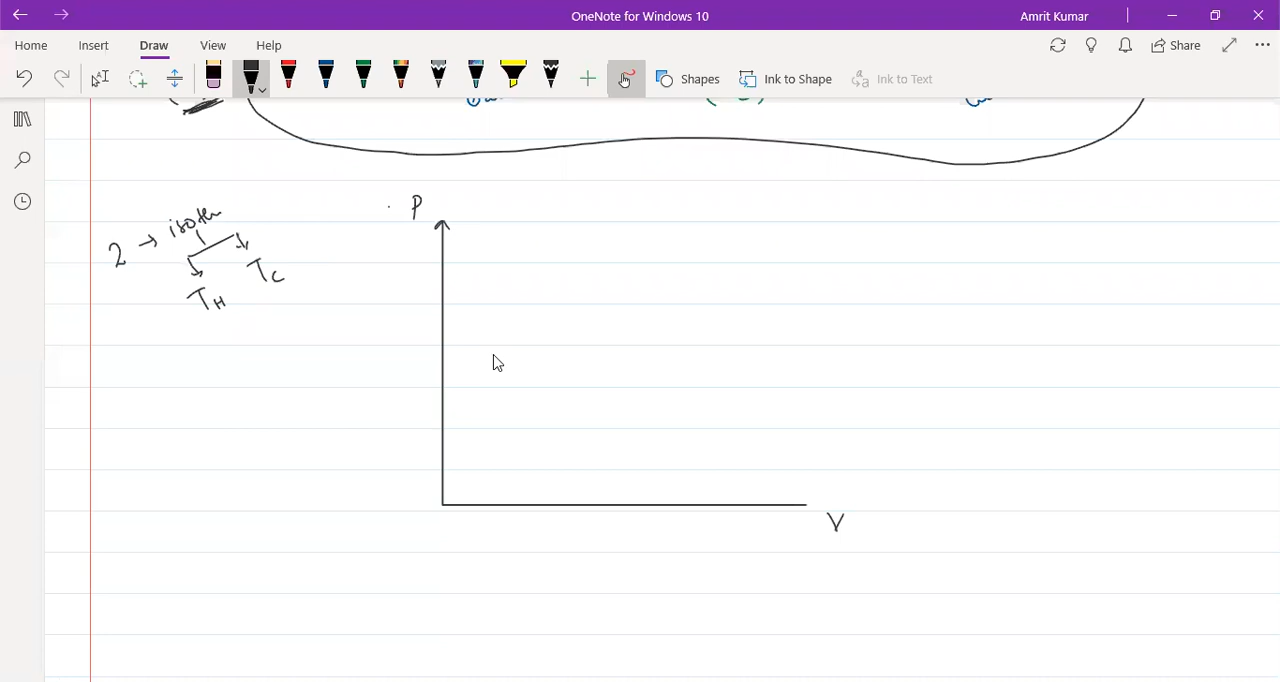 OneNote for Windows 10
Amrit Kumar
Home Insert Draw View Help
Share
Shapes
Ink to Shape
Ink to Text
2 → isoth
T_H
T_C
P
V